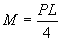 M = PL/4